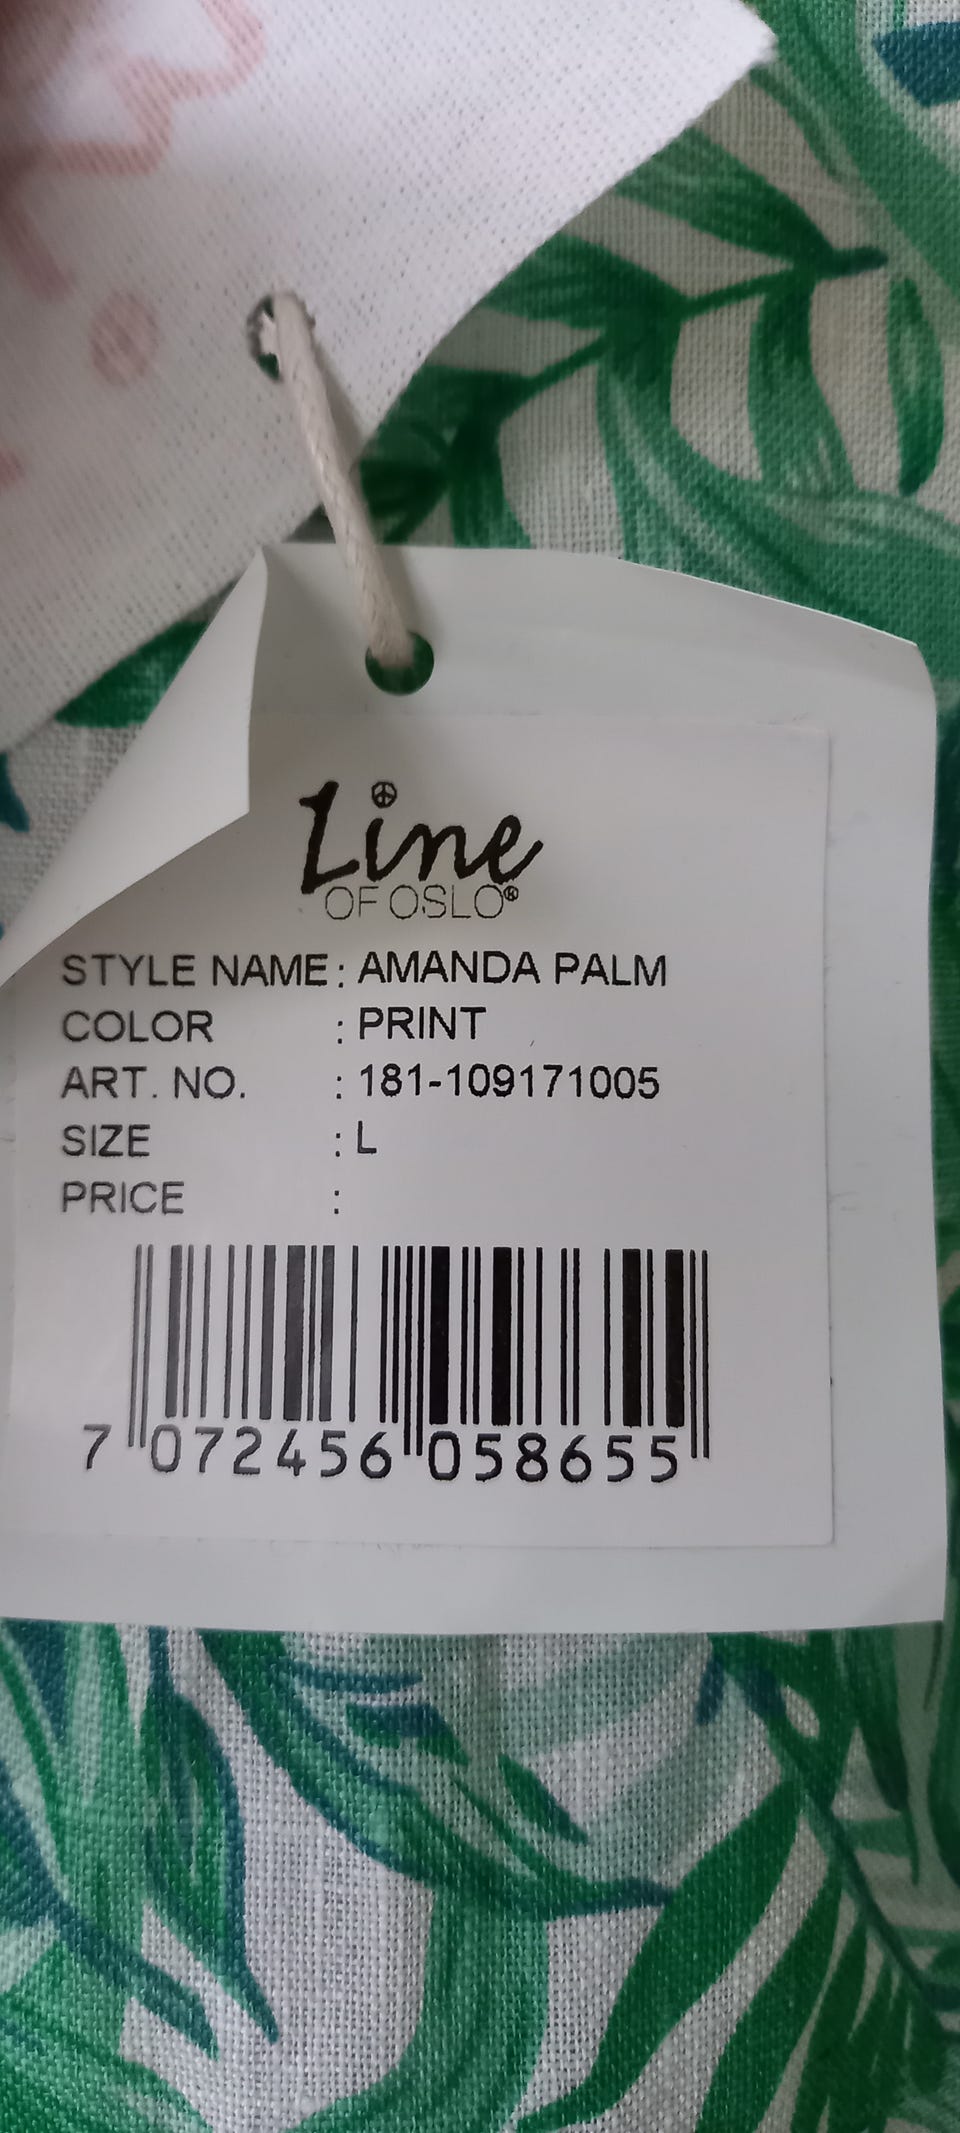 Line
OF OSLO®
STYLE NAME : AMANDA PALM
COLOR : PRINT
ART. NO. : 181-109171005
SIZE : L
PRICE :
7 072456 058655